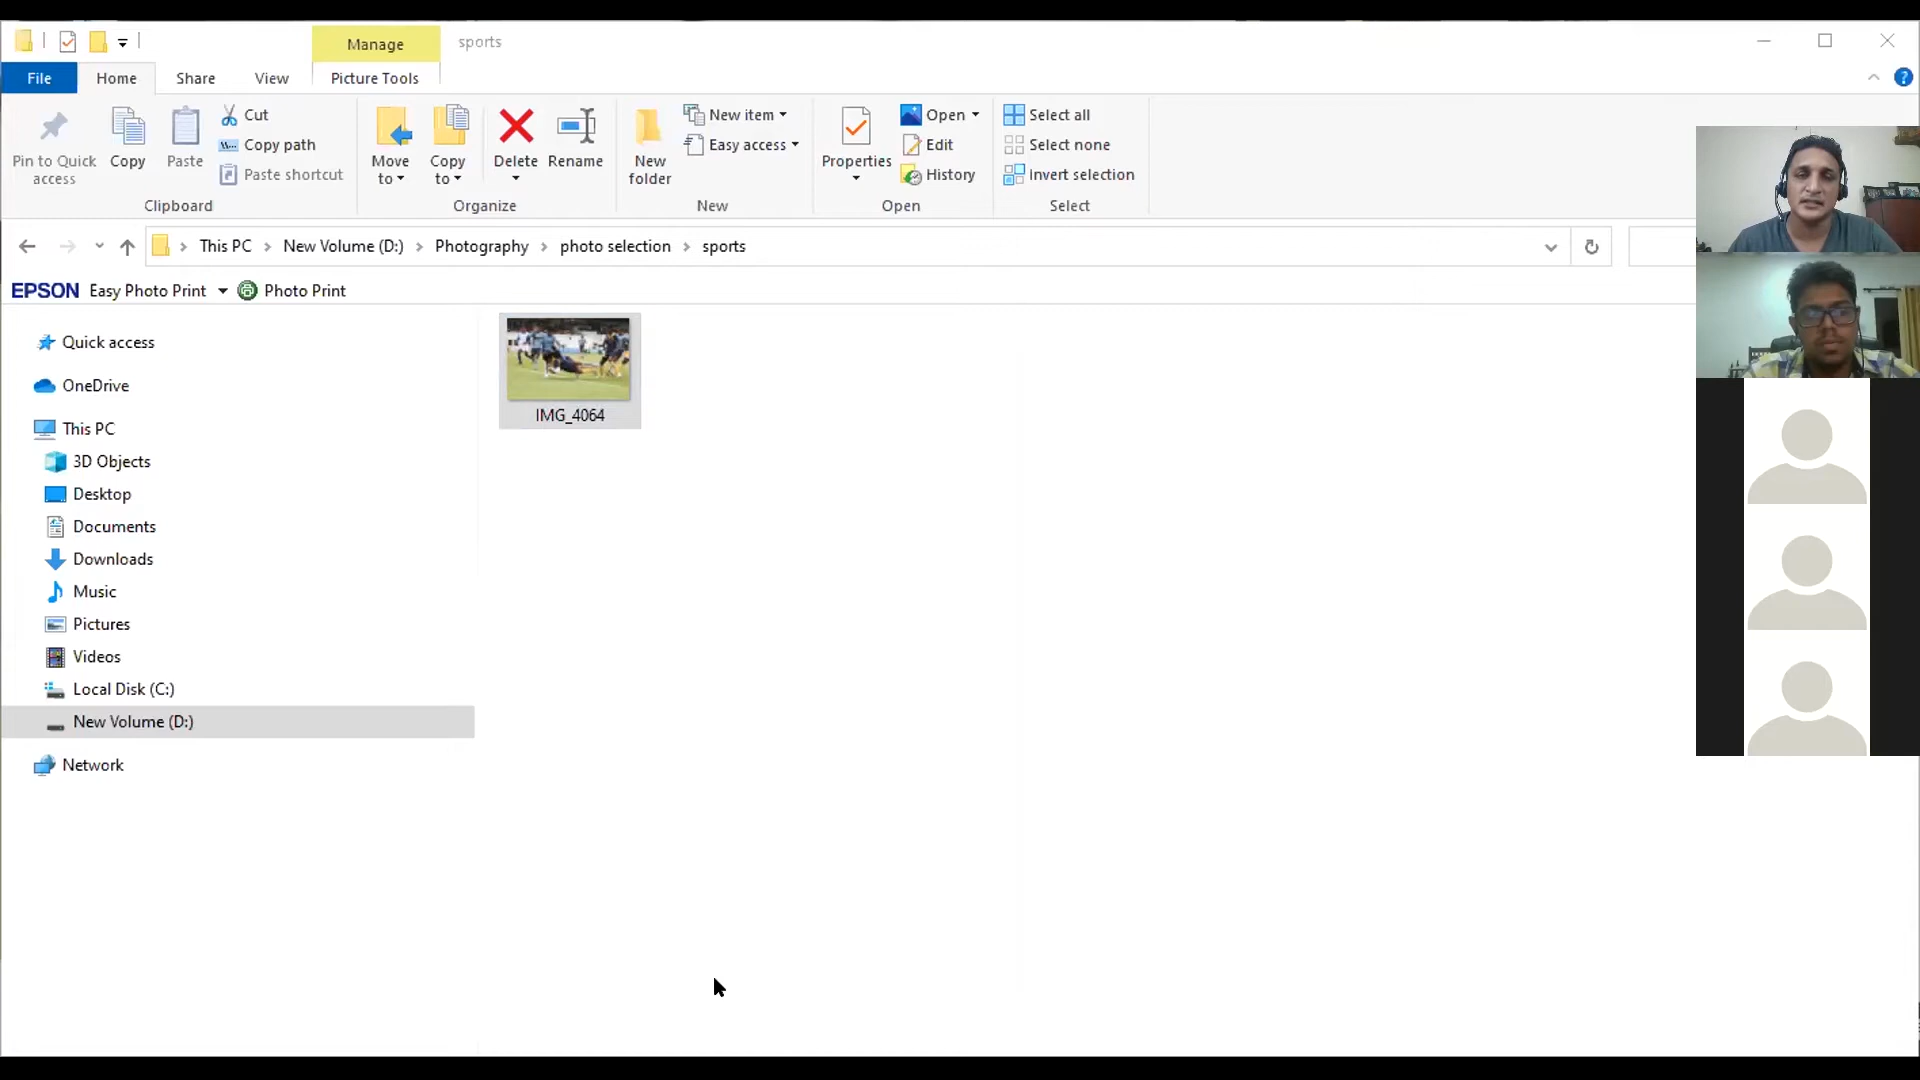 Manage
sports
File
Home
Share
View
Picture Tools
Pin to Quick
access
Copy
Paste
Cut
Copy path
Paste shortcut
Clipboard
Move
to
Copy
to
Delete
Rename
Organize
New
folder
New item
Easy access
New
Properties
Open
Edit
History
Open
Select all
Select none
Invert selection
Select
This PC
New Volume (D:)
Photography
photo selection
sports
EPSON Easy Photo Print
Photo Print
Quick access
OneDrive
This PC
3D Objects
Desktop
Documents
Downloads
Music
Pictures
Videos
Local Disk (C:)
New Volume (D:)
Network
IMG_4064